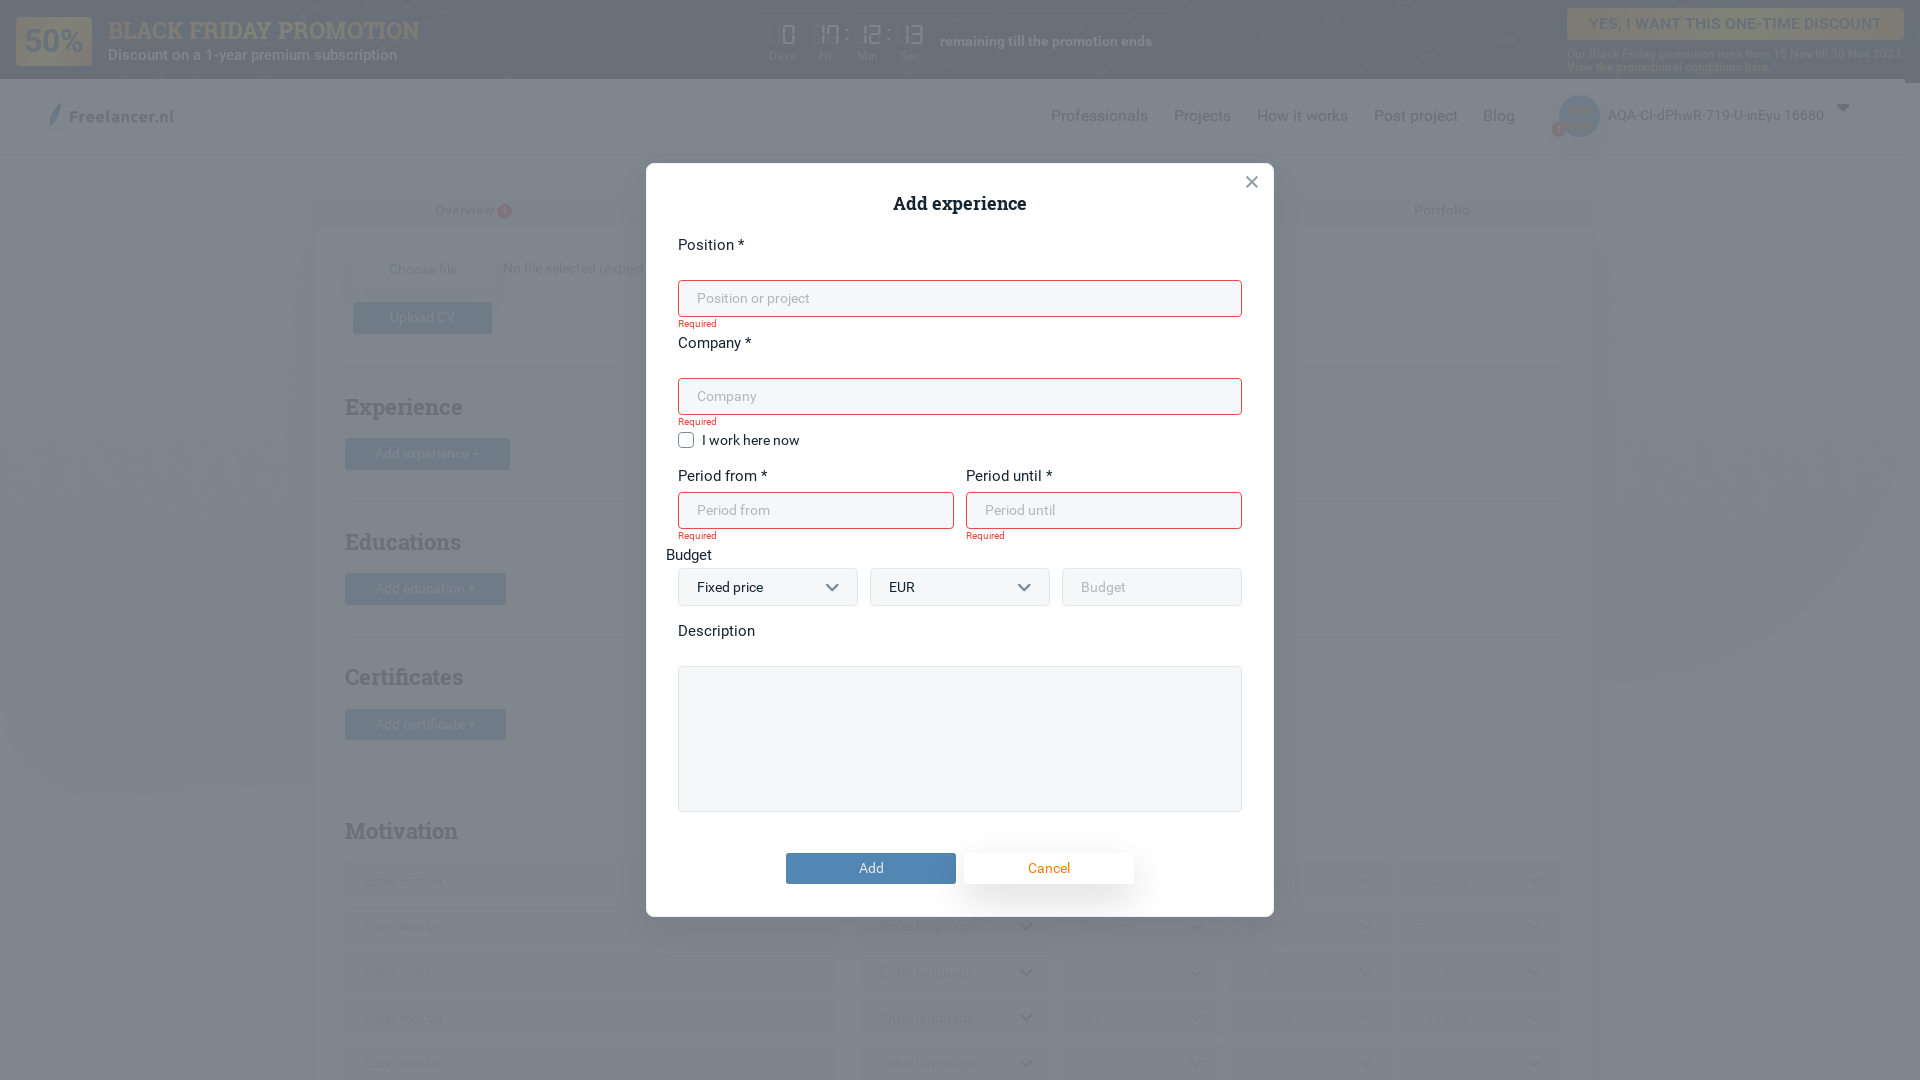 50%
BLACK FRIDAY PROMOTION
Discount on a 1-year premium subscription
0 17 : 12 : 13
Days Hr Min Sec
remaining till the promotion ends
YES, I WANT THIS ONE-TIME DISCOUNT
Our Black Friday promotion runs from 15 Nov till 30 Nov 2023.
View the promotional conditions here.
Freelancer.nl
Professionals
Projects
How it works
Post project
Blog
1
AQA-CI-dPhwR-719-U-inEyu 16680
Overview
Portfolio
Choose file
No file selected (expect
Upload CV
Experience
Add experience +
Educations
Add education +
Certificates
Add certificate +
Motivation
Add experience
Position *
Position or project
Required
Company *
Company
Required
I work here now
Period from *
Period until *
Period from
Period until
Required
Required
Budget
Fixed price
EUR
Budget
Description
Add
Cancel
Enter motive
Enter motive
Enter language
Enter motive
Enter language
Enter motive
Enter language
Enter motive
Enter language